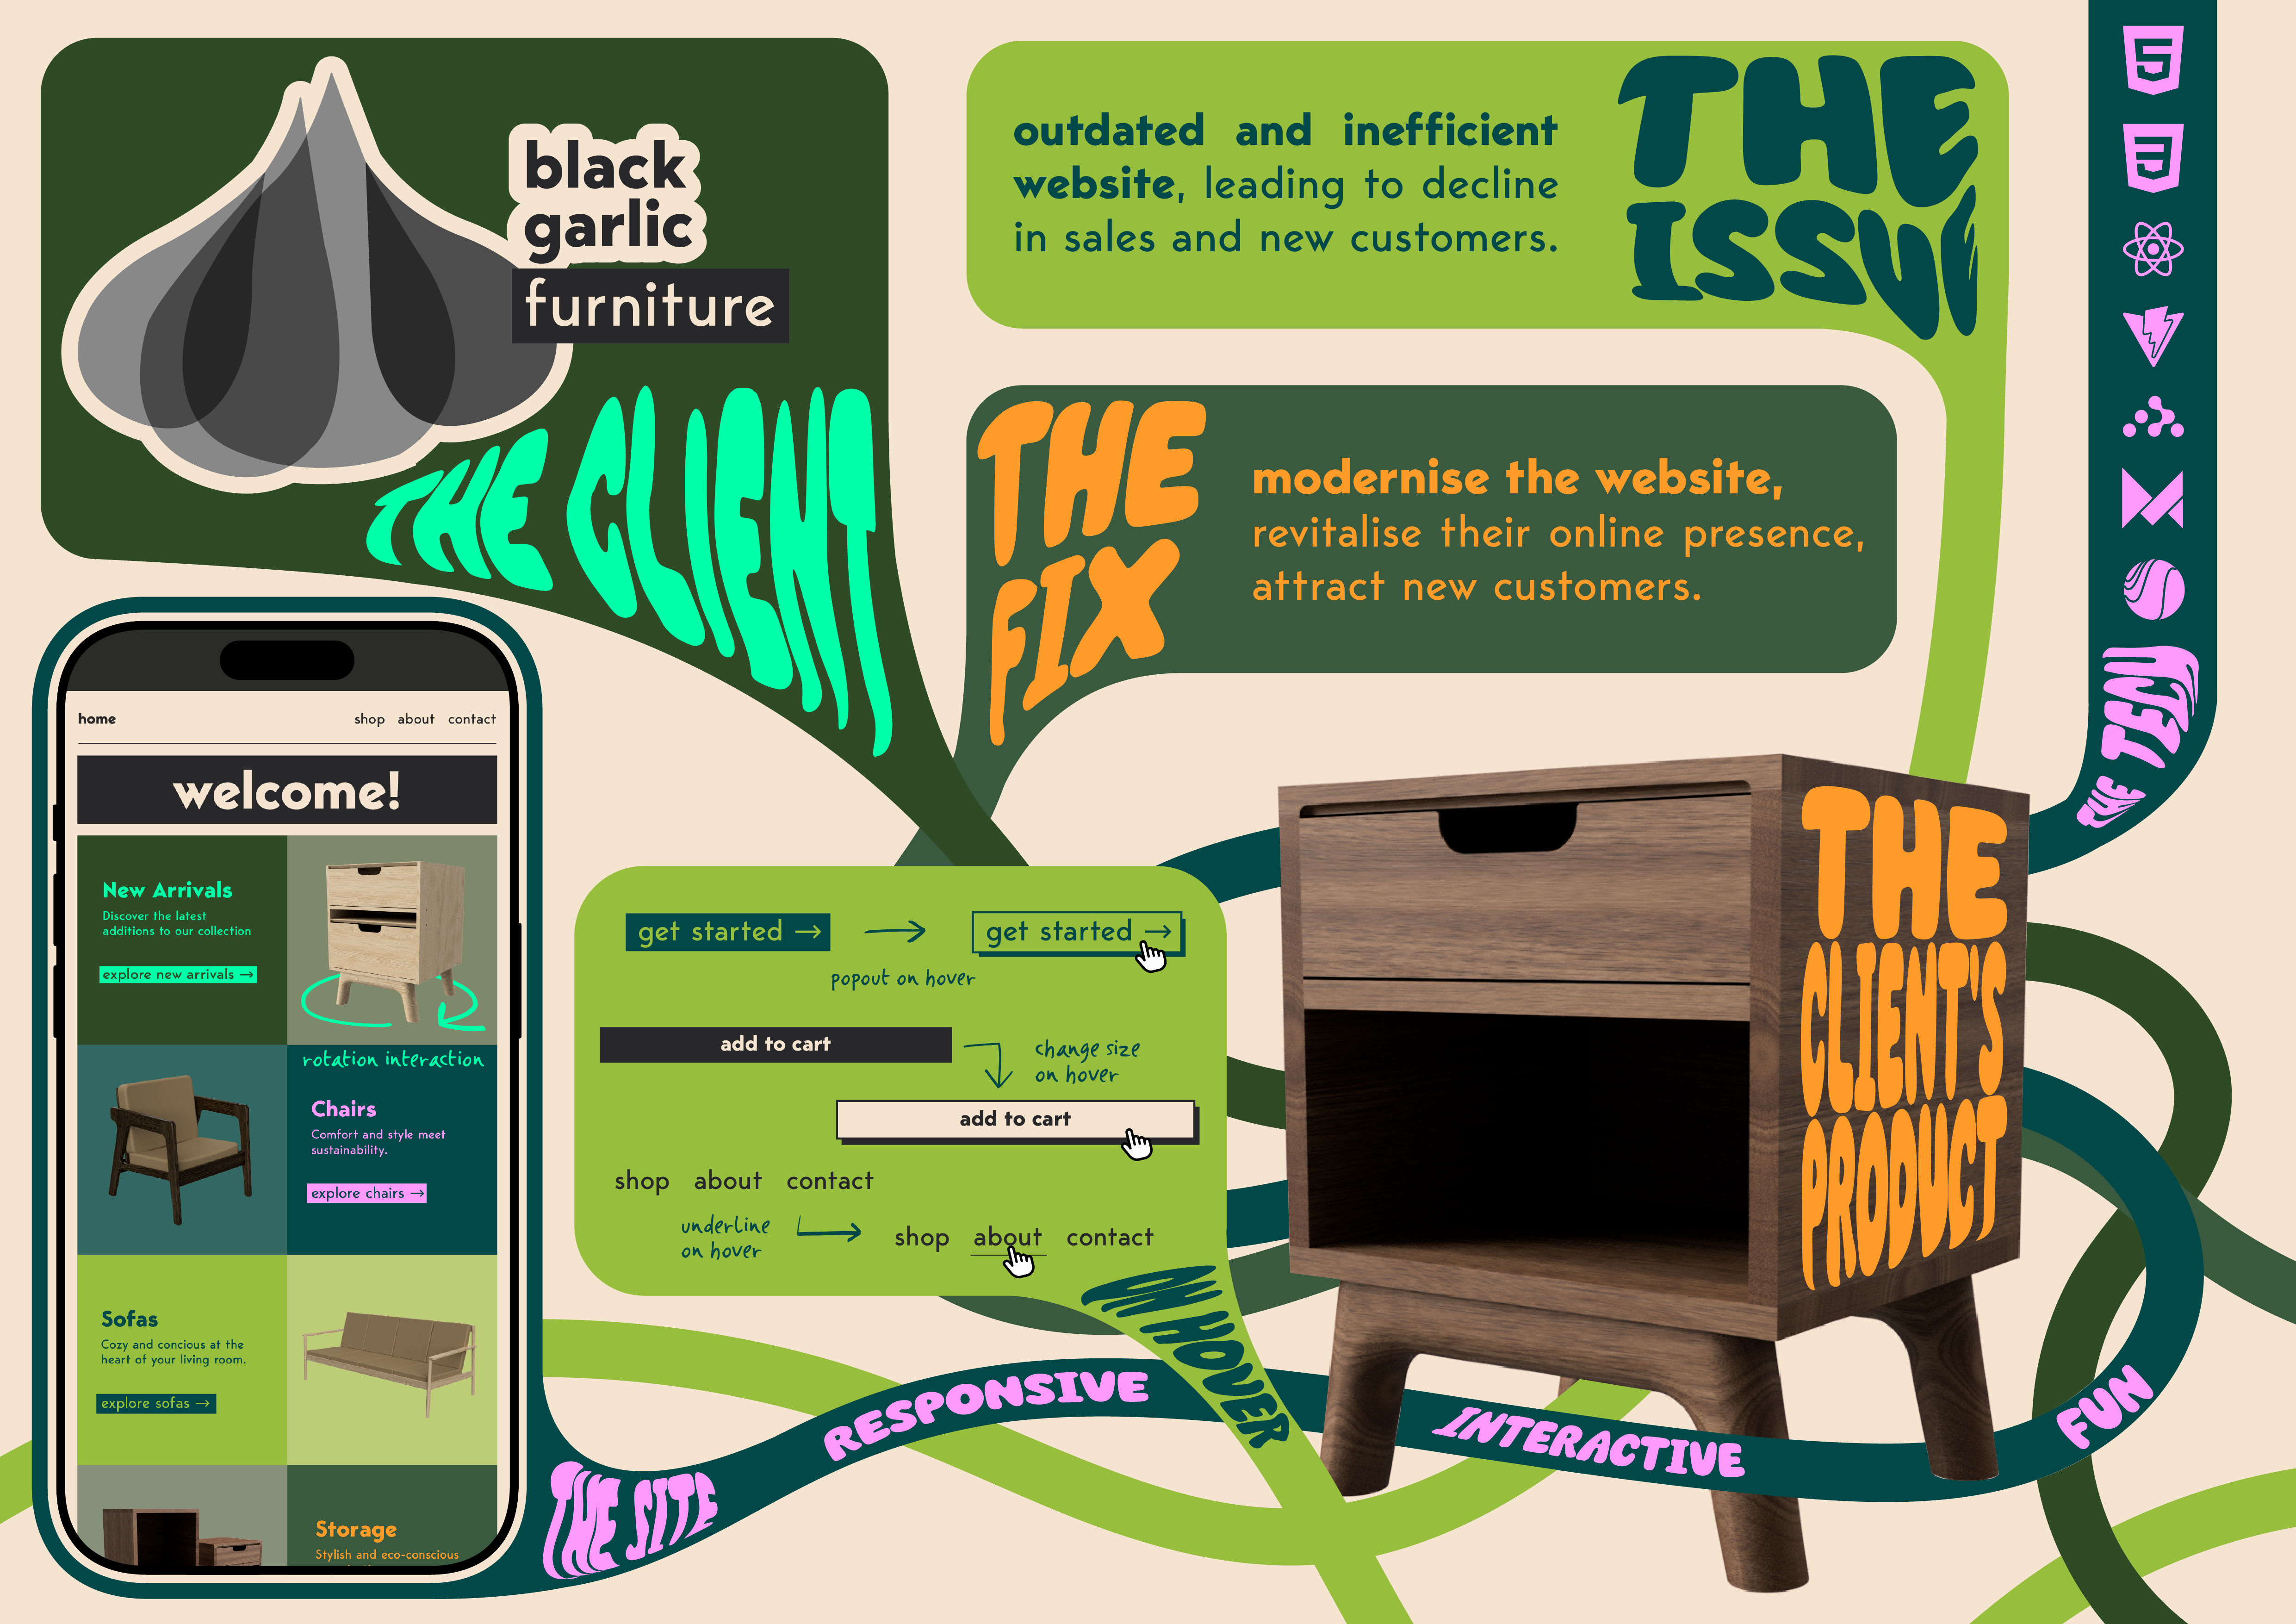 black
garlic
furniture
THE CLIENT
outdated and inefficient
website, leading to decline
in sales and new customers.
THE
ISSUE
THE
FIX
modernise the website,
revitalise their online presence,
attract new customers.
THE TECH
home shop about contact
welcome!
New Arrivals
Discover the latest
additions to our collection
explore new arrivals →
rotation interaction
Chairs
Comfort and style meet
sustainability.
explore chairs →
Sofas
Cozy and concious at the
heart of your living room.
explore sofas →
Storage
Stylish and eco-conscious
get started → get started →
popout on hover
add to cart
change size
on hover
add to cart
shop about contact
underline
on hover
shop about contact
ON HOVER
THE
CLIENT'S
PRODUCT
THE SITE
RESPONSIVE
INTERACTIVE
FUN